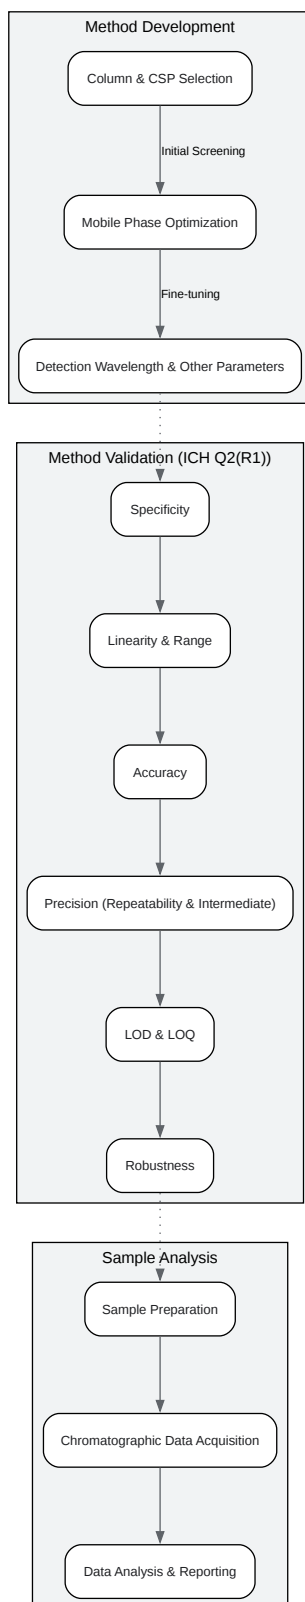 Method Development
Column & CSP Selection
Initial Screening
Mobile Phase Optimization
Fine-tuning
Detection Wavelength & Other Parameters
Method Validation (ICH Q2(R1))
Specificity
Linearity & Range
Accuracy
Precision (Repeatability & Intermediate)
LOD & LOQ
Robustness
Sample Analysis
Sample Preparation
Chromatographic Data Acquisition
Data Analysis & Reporting